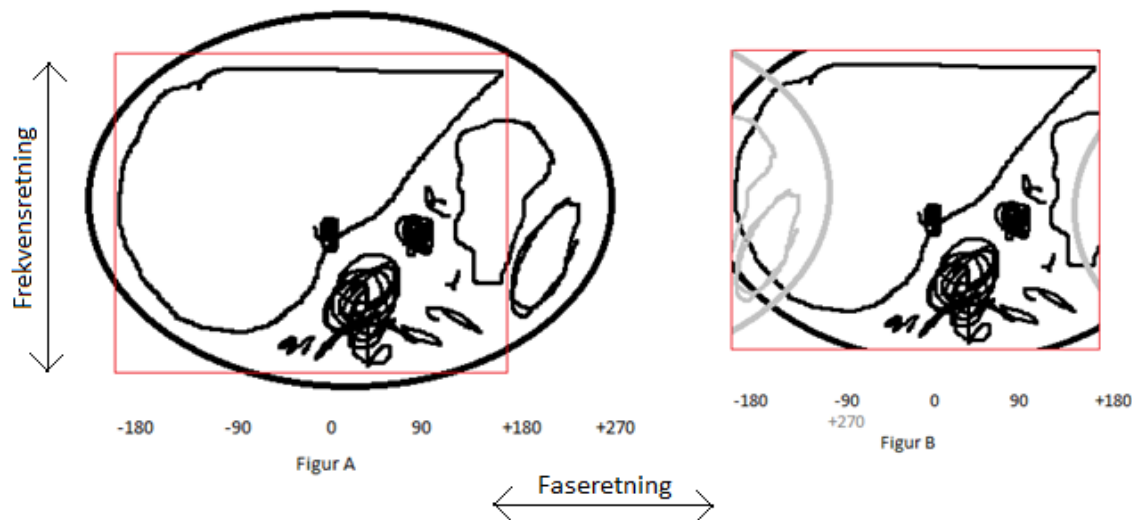 Frekvensretning
-180 -90 0 90 +180 +270
Figur A
-180 -90 0 90 +180
+270
Figur B
Faseretning